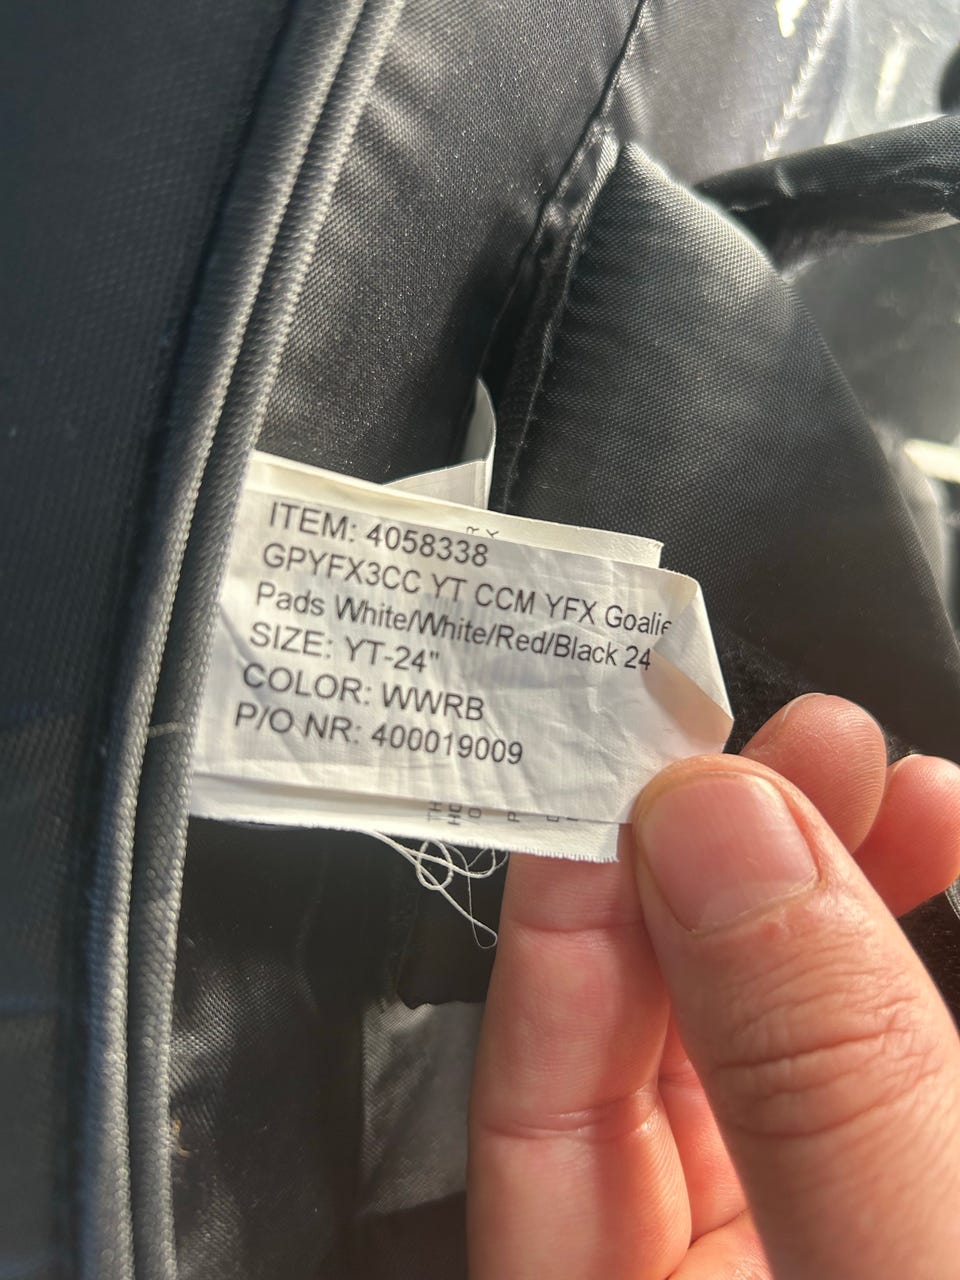 ITEM: 4058338
GPYFX3CC YT CCM YFX Goalie
Pads White/White/Red/Black 24
SIZE: YT-24"
COLOR: WWRB
P/O NR: 400019009